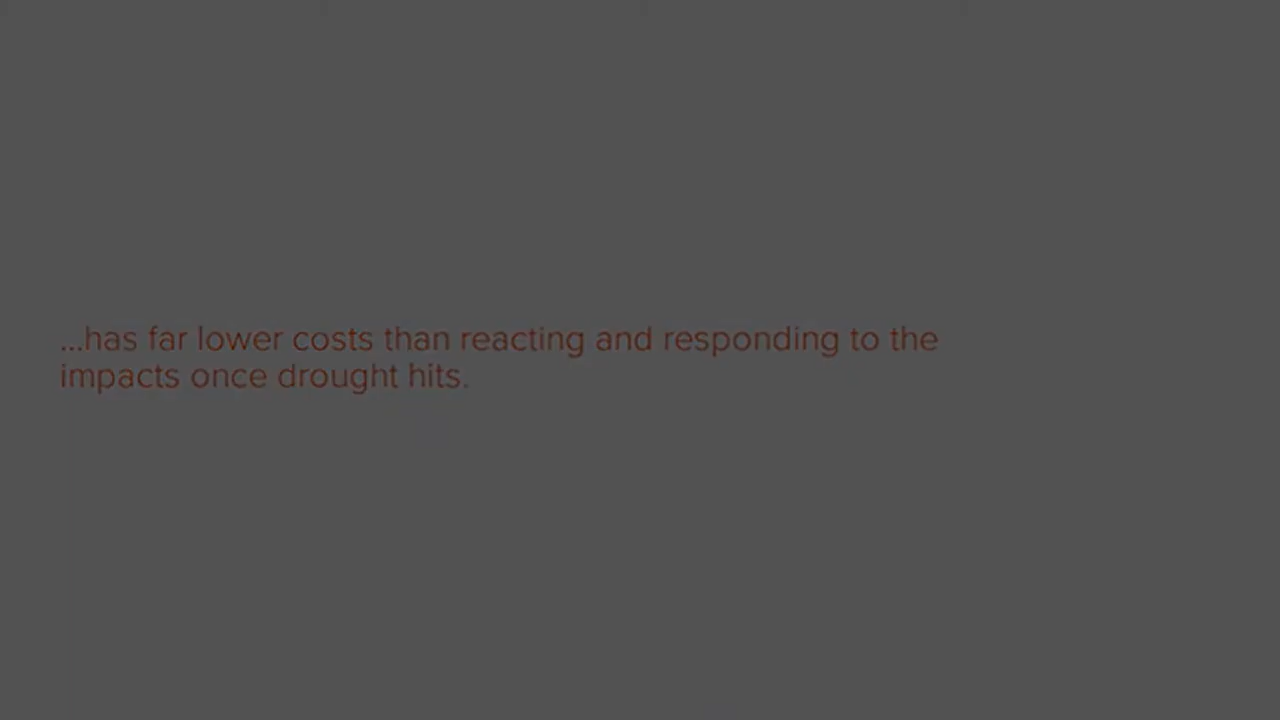 ...has far lower costs than reacting and responding to the
impacts once drought hits.